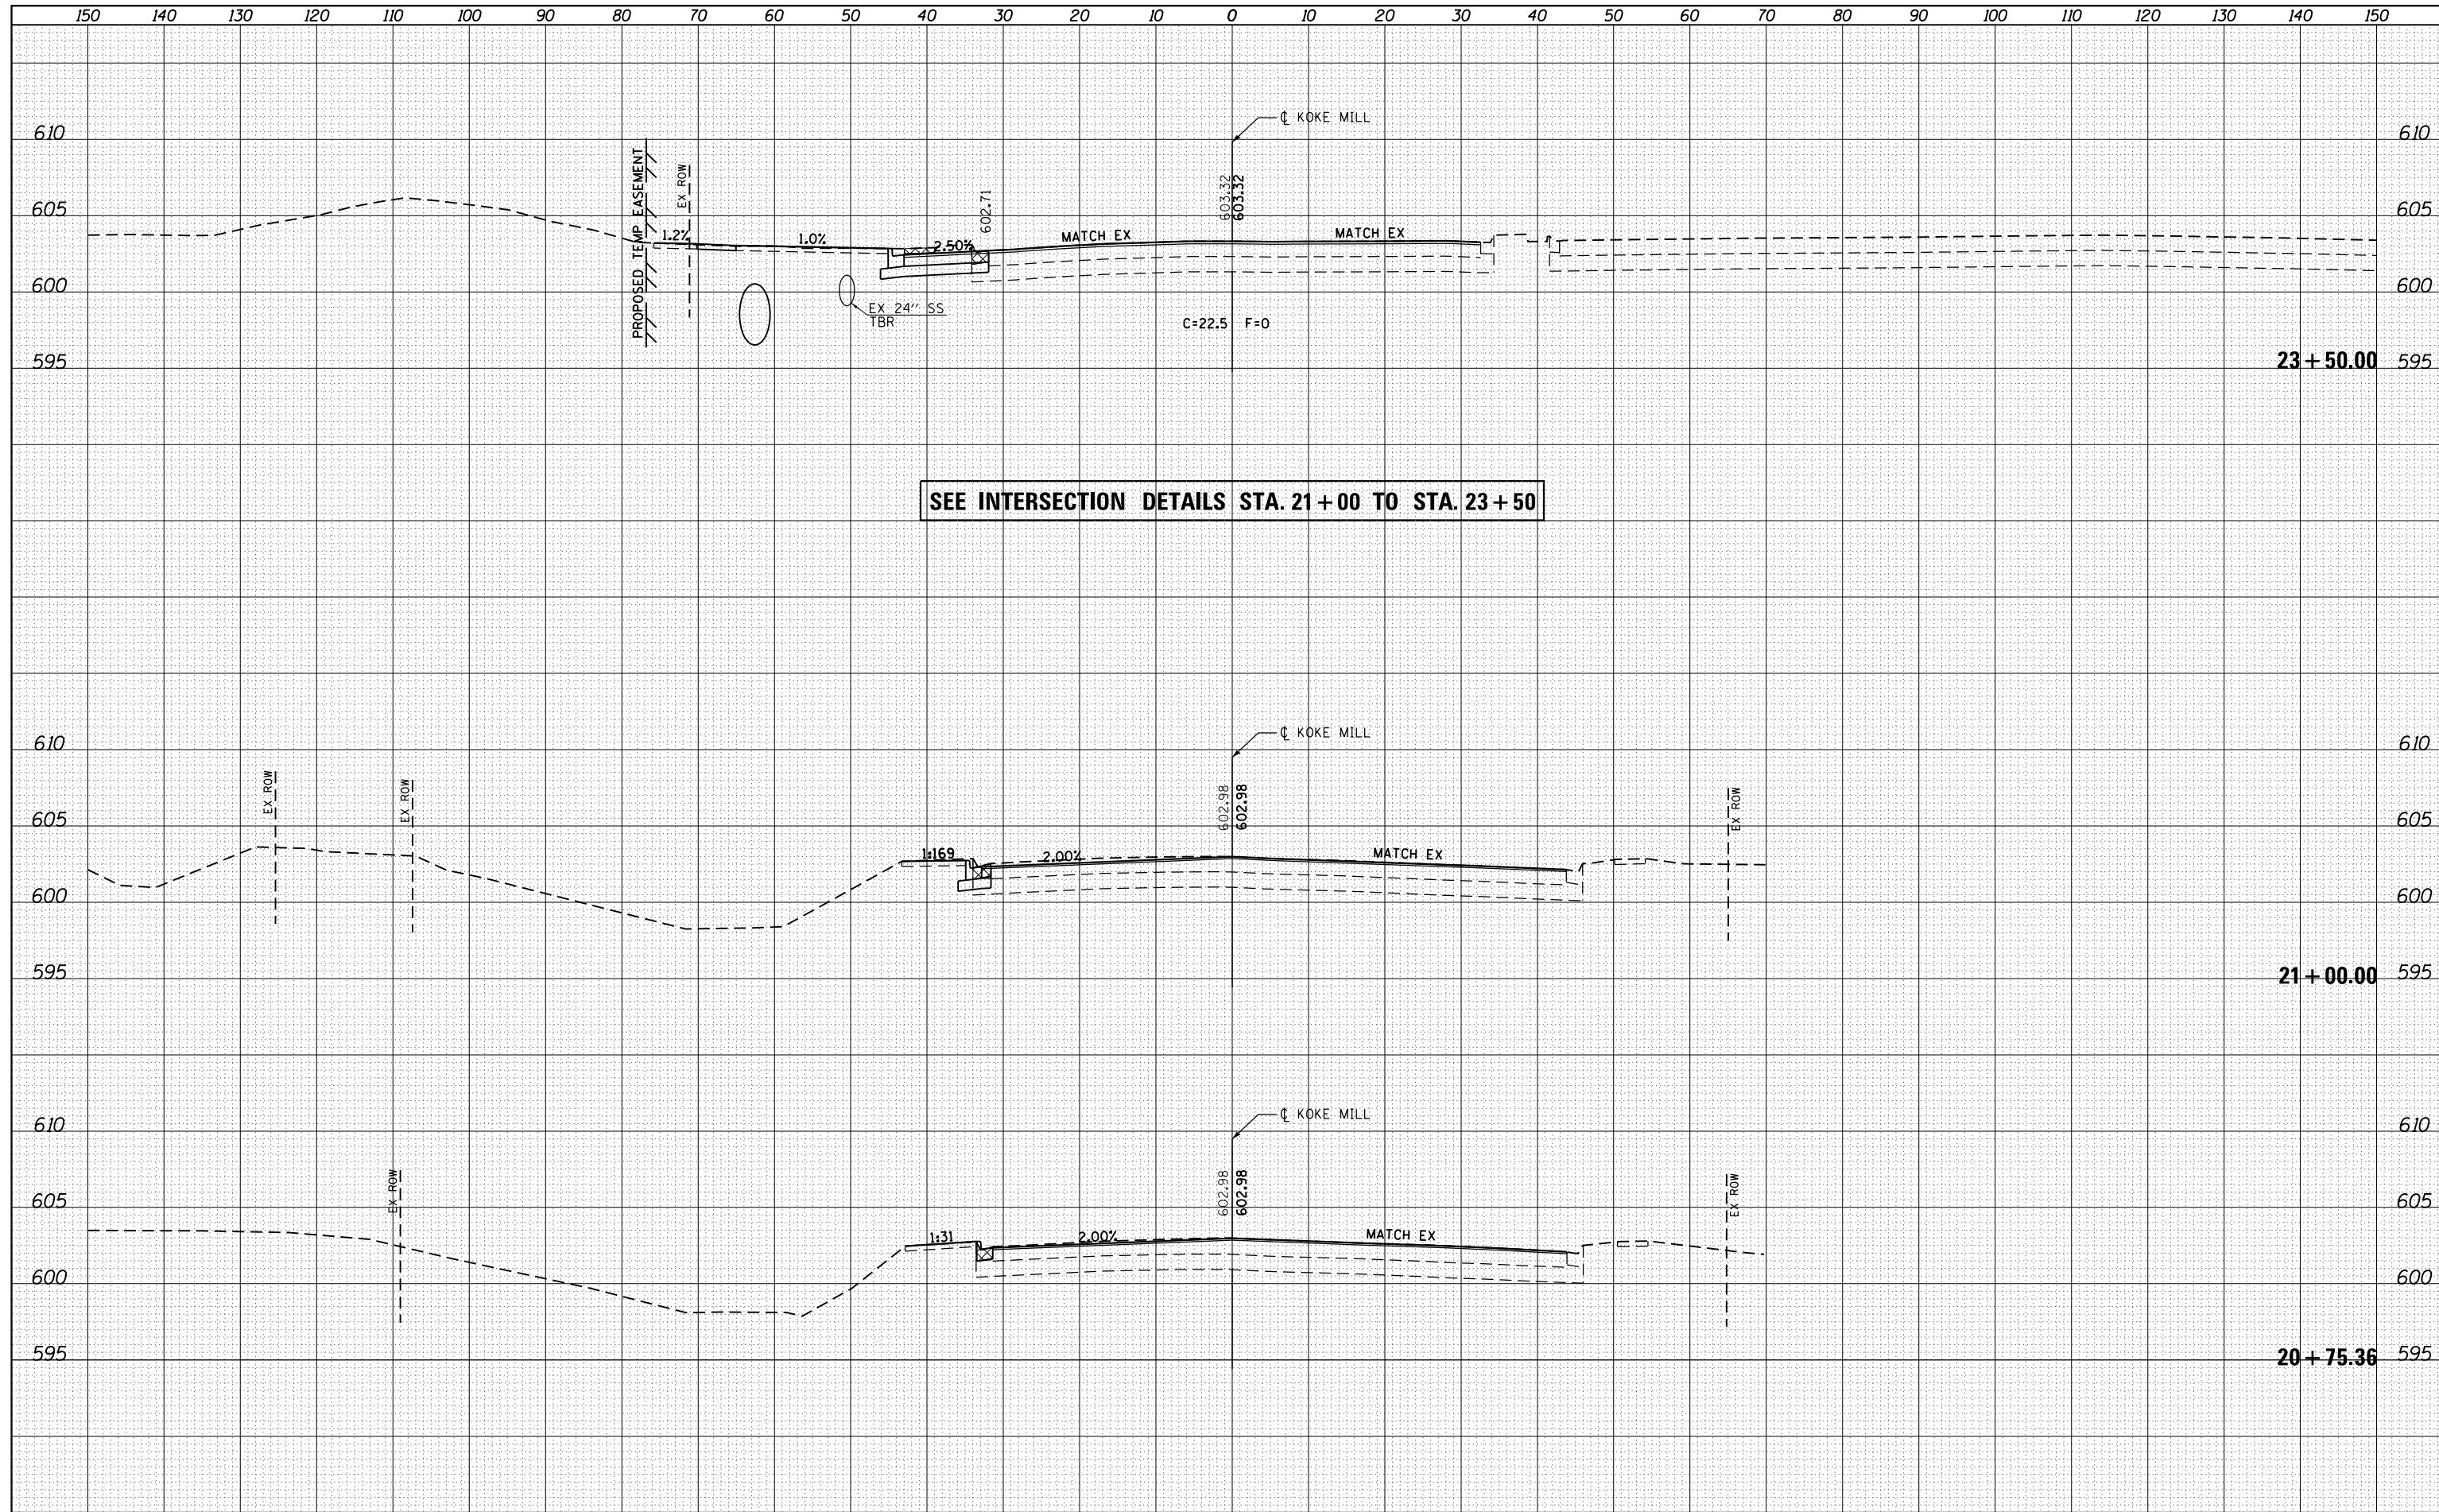 150 140 130 120 110 100 90 80 70 60 50 40 30 20 10 0 10 20 30 40 50 60 70 80 90 100 110 120 130 140 150
℄ KOKE MILL
610 610
PROPOSED TEMP EASEMENT
EX ROW
602.71
603.32
603.32
605 605
1.2% 1.0% 2.50% MATCH EX MATCH EX
600 600
EX 24'' SS
TBR
C=22.5 F=0
595 23+50.00 595
SEE INTERSECTION DETAILS STA. 21+00 TO STA. 23+50
℄ KOKE MILL
610 610
EX ROW
EX ROW
602.98
602.98
EX ROW
605 605
1:169 2.00% MATCH EX
600 600
595 21+00.00 595
℄ KOKE MILL
610 610
EX ROW
602.98
602.98
EX ROW
605 605
1:31 2.00% MATCH EX
600 600
595 20+75.36 595